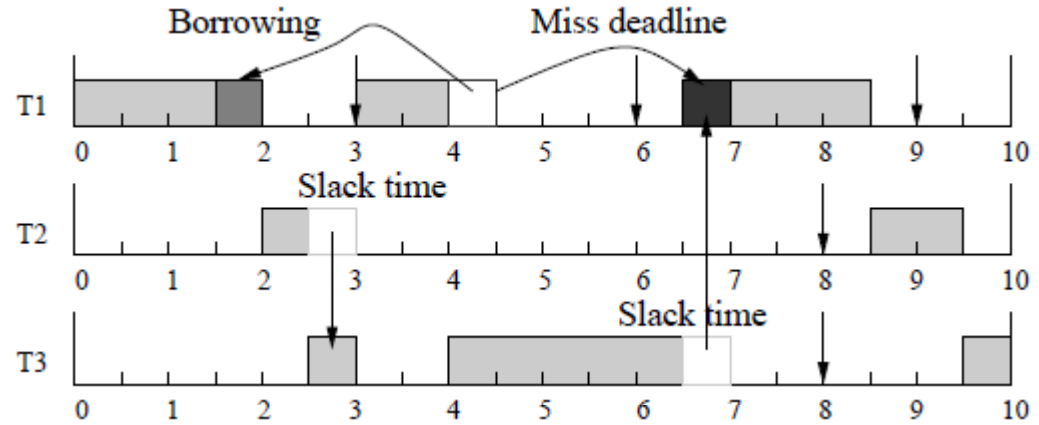 Borrowing Miss deadline
T1
0 1 2 3 4 5 6 7 8 9 10
Slack time
T2
0 1 2 3 4 5 6 7 8 9 10
Slack time
T3
0 1 2 3 4 5 6 7 8 9 10